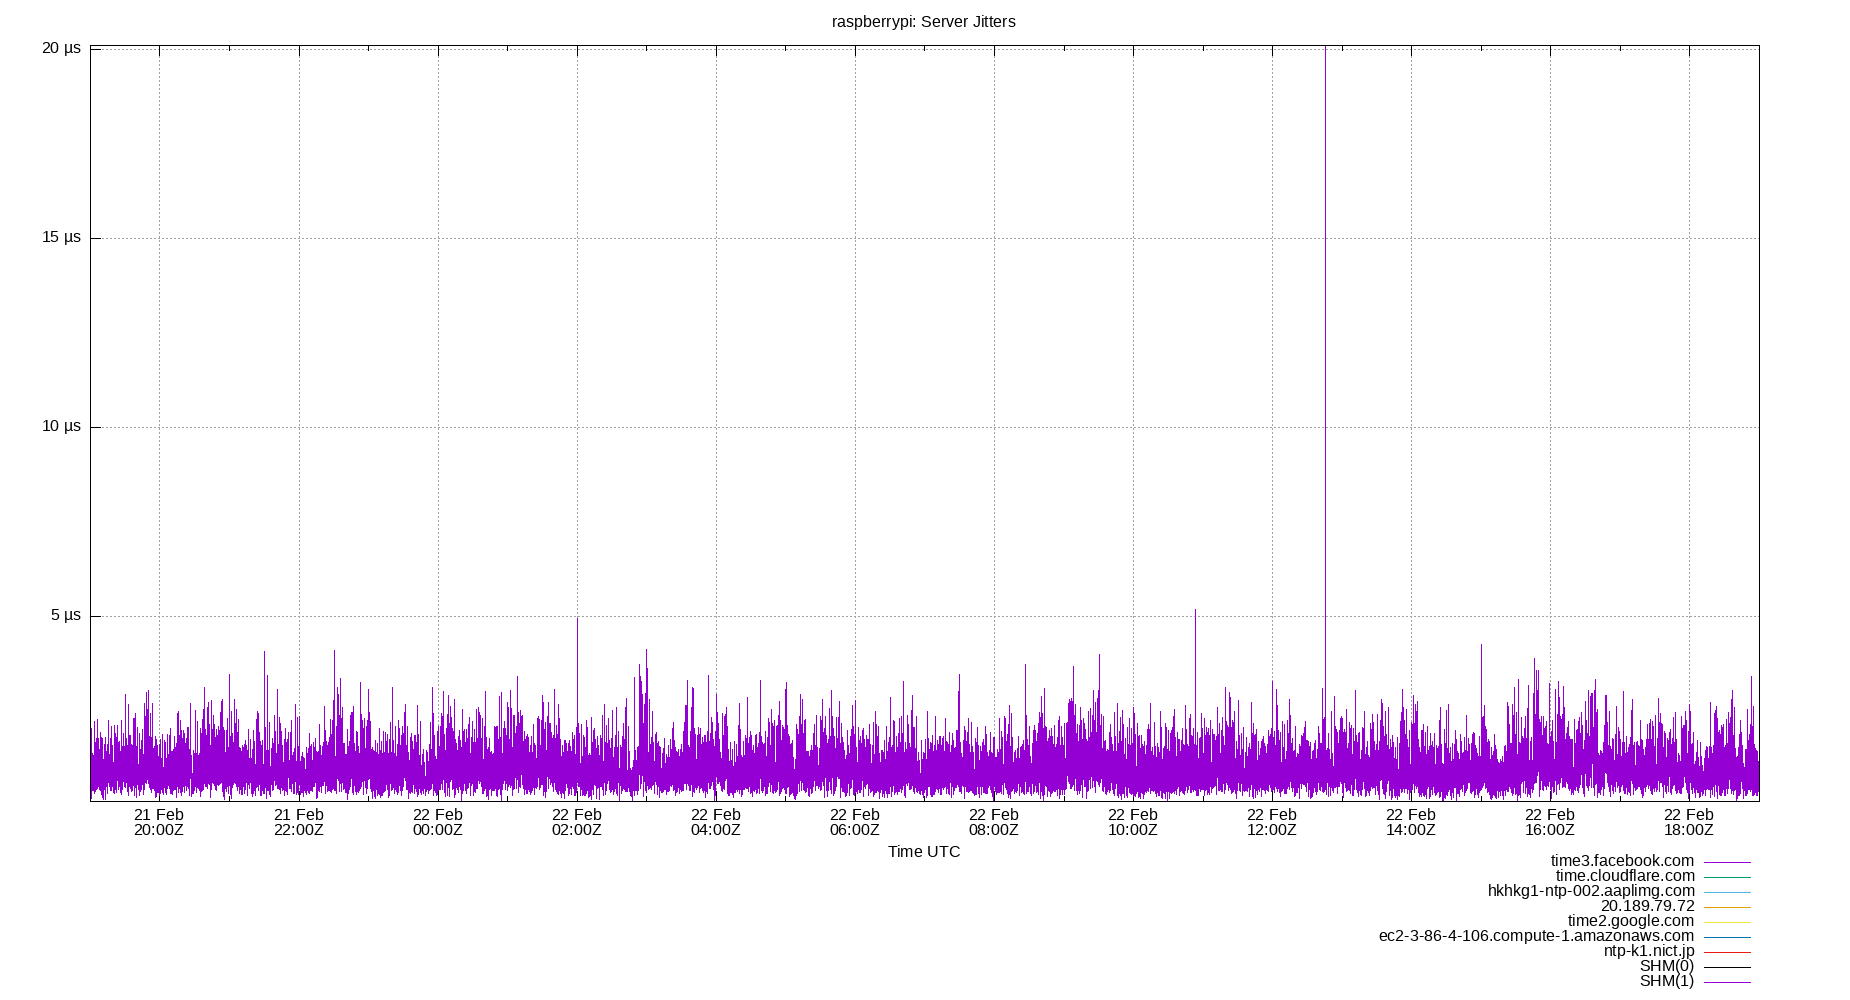 raspberrypi: Server Jitters
20 µs
15 µs
10 µs
5 µs
21 Feb 21 Feb 22 Feb 22 Feb 22 Feb 22 Feb 22 Feb 22 Feb 22 Feb 22 Feb 22 Feb 22 Feb
20:00Z 22:00Z 00:00Z 02:00Z 04:00Z 06:00Z 08:00Z 10:00Z 12:00Z 14:00Z 16:00Z 18:00Z
Time UTC
time3.facebook.com
time.cloudflare.com
hkhkg1-ntp-002.aaplimg.com
20.189.79.72
time2.google.com
ec2-3-86-4-106.compute-1.amazonaws.com
ntp-k1.nict.jp
SHM(0)
SHM(1)